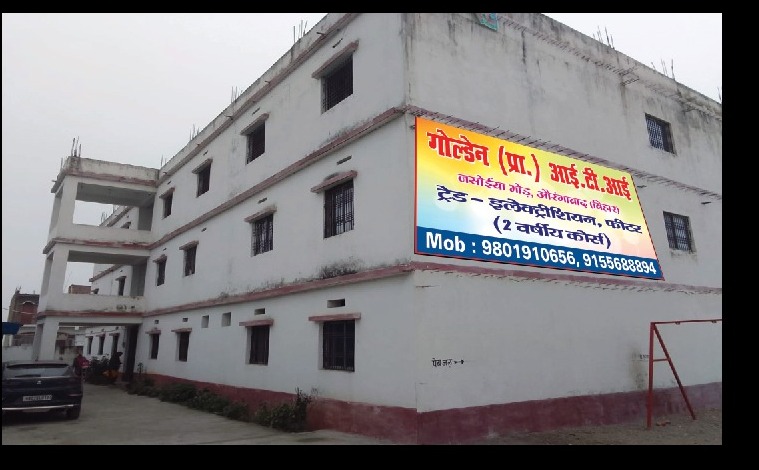 गोल्डेन (प्रा.) आई.टी.आई
जसोईया मोड़, औरंगाबाद (बिहार)
ट्रेड - इलेक्ट्रीशियन, फीटर
(2 वर्षीय कोर्स)
Mob : 9801910656, 9155688894